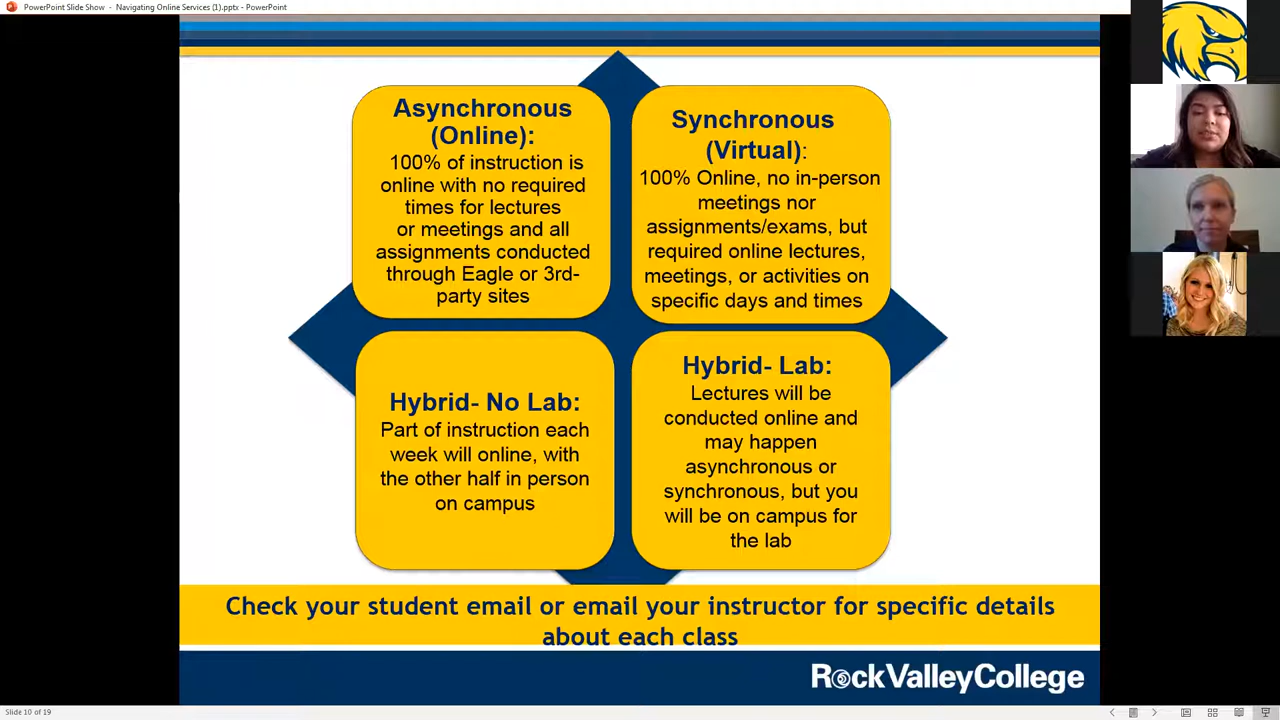 PowerPoint Slide Show - Navigating Online Services (1).pptx - PowerPoint
Asynchronous
(Online):
100% of instruction is
online with no required
times for lectures
or meetings and all
assignments conducted
through Eagle or 3rd-
party sites
Synchronous
(Virtual):
100% Online, no in-person
meetings nor
assignments/exams, but
required online lectures,
meetings, or activities on
specific days and times
Hybrid- No Lab:
Part of instruction each
week will online, with
the other half in person
on campus
Hybrid- Lab:
Lectures will be
conducted online and
may happen
asynchronous or
synchronous, but you
will be on campus for
the lab
Check your student email or email your instructor for specific details
about each class
RockValleyCollege
Slide 10 of 19